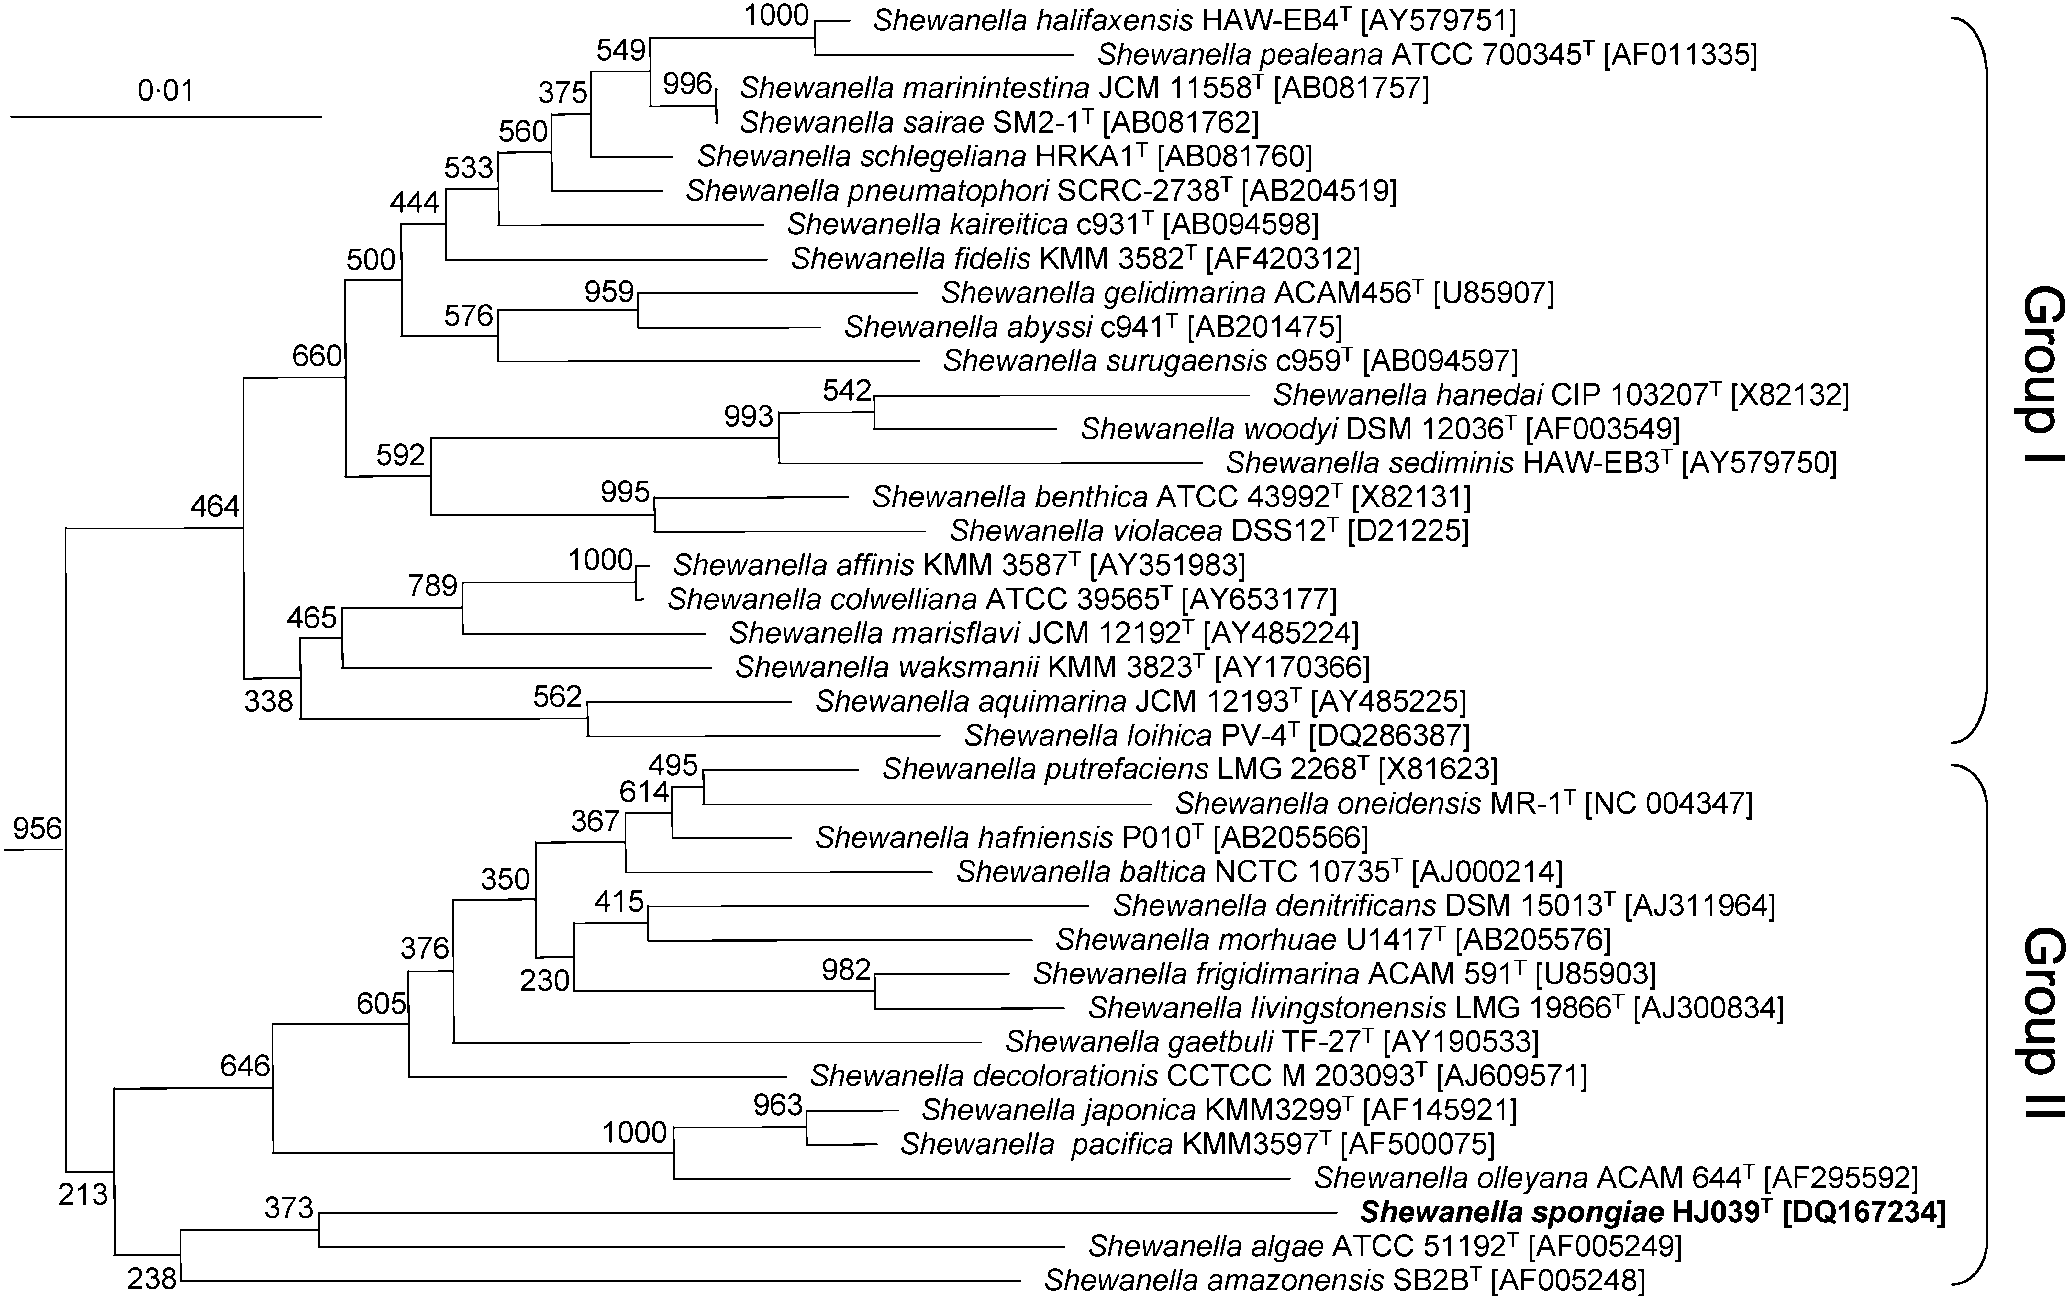 1000 Shewanella halifaxensis HAW-EB4ᵀ [AY579751]
549 Shewanella pealeana ATCC 700345ᵀ [AF011335]
0·01 375 996 Shewanella marinintestina JCM 11558ᵀ [AB081757]
560 Shewanella sairae SM2-1ᵀ [AB081762]
533 Shewanella schlegeliana HRKA1ᵀ [AB081760]
444 Shewanella pneumatophori SCRC-2738ᵀ [AB204519]
Shewanella kaireitica c931ᵀ [AB094598]
500 Shewanella fidelis KMM 3582ᵀ [AF420312]
959 Shewanella gelidimarina ACAM456ᵀ [U85907]
576 Shewanella abyssi c941ᵀ [AB201475]
660 Shewanella surugaensis c959ᵀ [AB094597]
542 Shewanella hanedai CIP 103207ᵀ [X82132]
993 Shewanella woodyi DSM 12036ᵀ [AF003549]
592 Shewanella sediminis HAW-EB3ᵀ [AY579750]
464 995 Shewanella benthica ATCC 43992ᵀ [X82131]
Shewanella violacea DSS12ᵀ [D21225]
1000 Shewanella affinis KMM 3587ᵀ [AY351983]
789 Shewanella colwelliana ATCC 39565ᵀ [AY653177]
465 Shewanella marisflavi JCM 12192ᵀ [AY485224]
Shewanella waksmanii KMM 3823ᵀ [AY170366]
338 562 Shewanella aquimarina JCM 12193ᵀ [AY485225]
Shewanella loihica PV-4ᵀ [DQ286387]
Group I
495 Shewanella putrefaciens LMG 2268ᵀ [X81623]
614 Shewanella oneidensis MR-1ᵀ [NC 004347]
956 367 Shewanella hafniensis P010ᵀ [AB205566]
350 Shewanella baltica NCTC 10735ᵀ [AJ000214]
415 Shewanella denitrificans DSM 15013ᵀ [AJ311964]
376 Shewanella morhuae U1417ᵀ [AB205576]
230 982 Shewanella frigidimarina ACAM 591ᵀ [U85903]
605 Shewanella livingstonensis LMG 19866ᵀ [AJ300834]
Shewanella gaetbuli TF-27ᵀ [AY190533]
646 Shewanella decolorationis CCTCC M 203093ᵀ [AJ609571]
963 Shewanella japonica KMM3299ᵀ [AF145921]
1000 Shewanella pacifica KMM3597ᵀ [AF500075]
213 Shewanella olleyana ACAM 644ᵀ [AF295592]
373 Shewanella spongiae HJ039ᵀ [DQ167234]
Shewanella algae ATCC 51192ᵀ [AF005249]
238 Shewanella amazonensis SB2Bᵀ [AF005248]
Group II